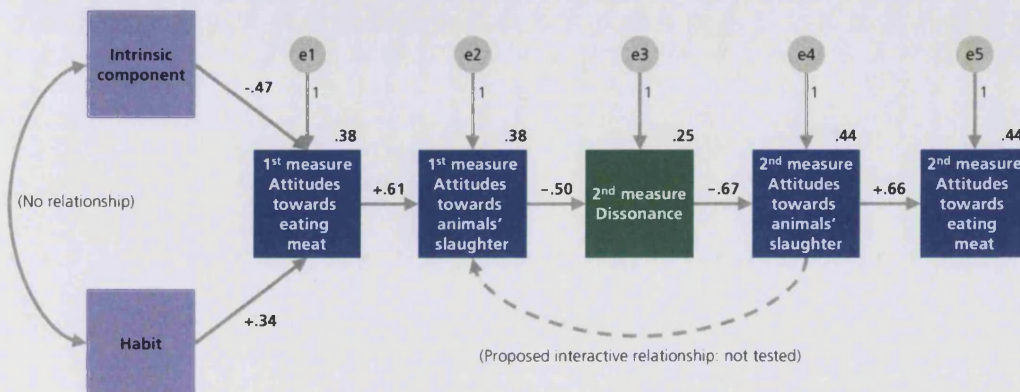 Intrinsic
component
e1
e2
e3
e4
e5
-.47
1
1
1
1
1
.38
.38
.25
.44
.44
1st measure
Attitudes
towards
eating
meat
+.61
1st measure
Attitudes
towards
animals'
slaughter
–.50
2nd measure
Dissonance
–.67
2nd measure
Attitudes
towards
animals'
slaughter
+.66
2nd measure
Attitudes
towards
eating
meat
(No relationship)
+.34
Habit
(Proposed interactive relationship: not tested)